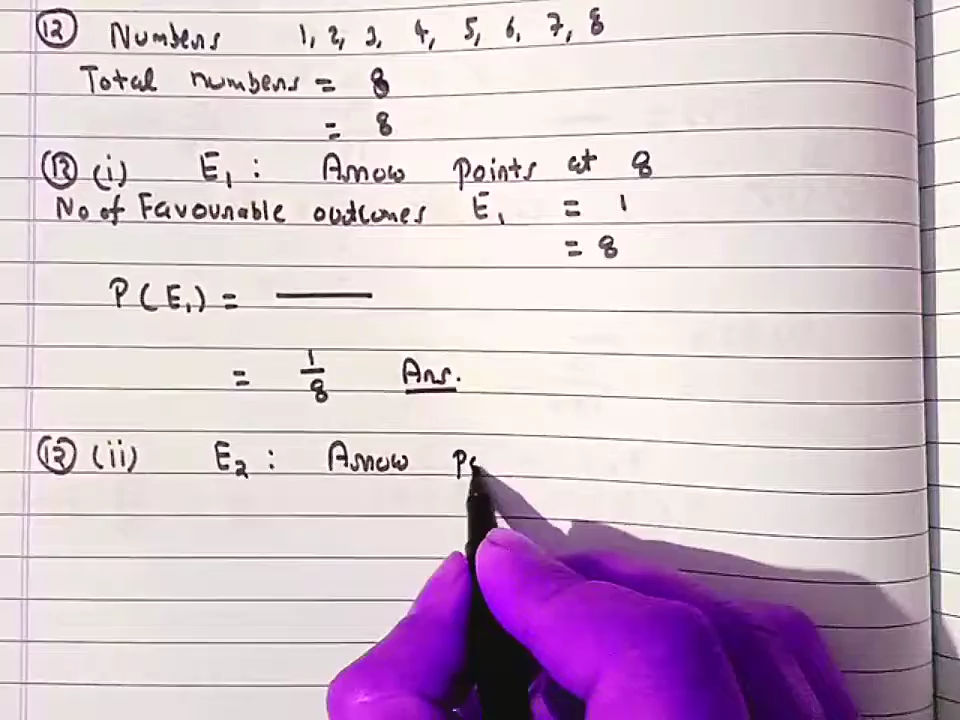 ⑫ Numbers 1, 2, 3, 4, 5, 6, 7, 8
Total numbers = 8
= 8
⑫ (i) E₁ : Arrow points at 8
No of Favourable outcomes E₁ = 1
= 8
P(E₁) =
= 1/8 Ans.
⑫ (ii) E₂ : Arrow Po